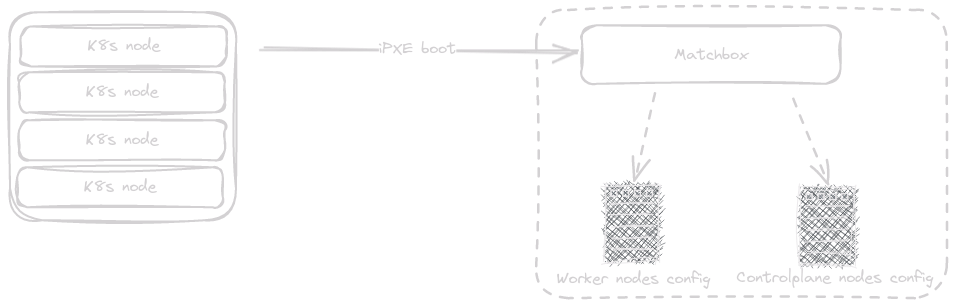 K8s node
K8s node
K8s node
K8s node
iPXE boot
Matchbox
Worker nodes config
Controlplane nodes config